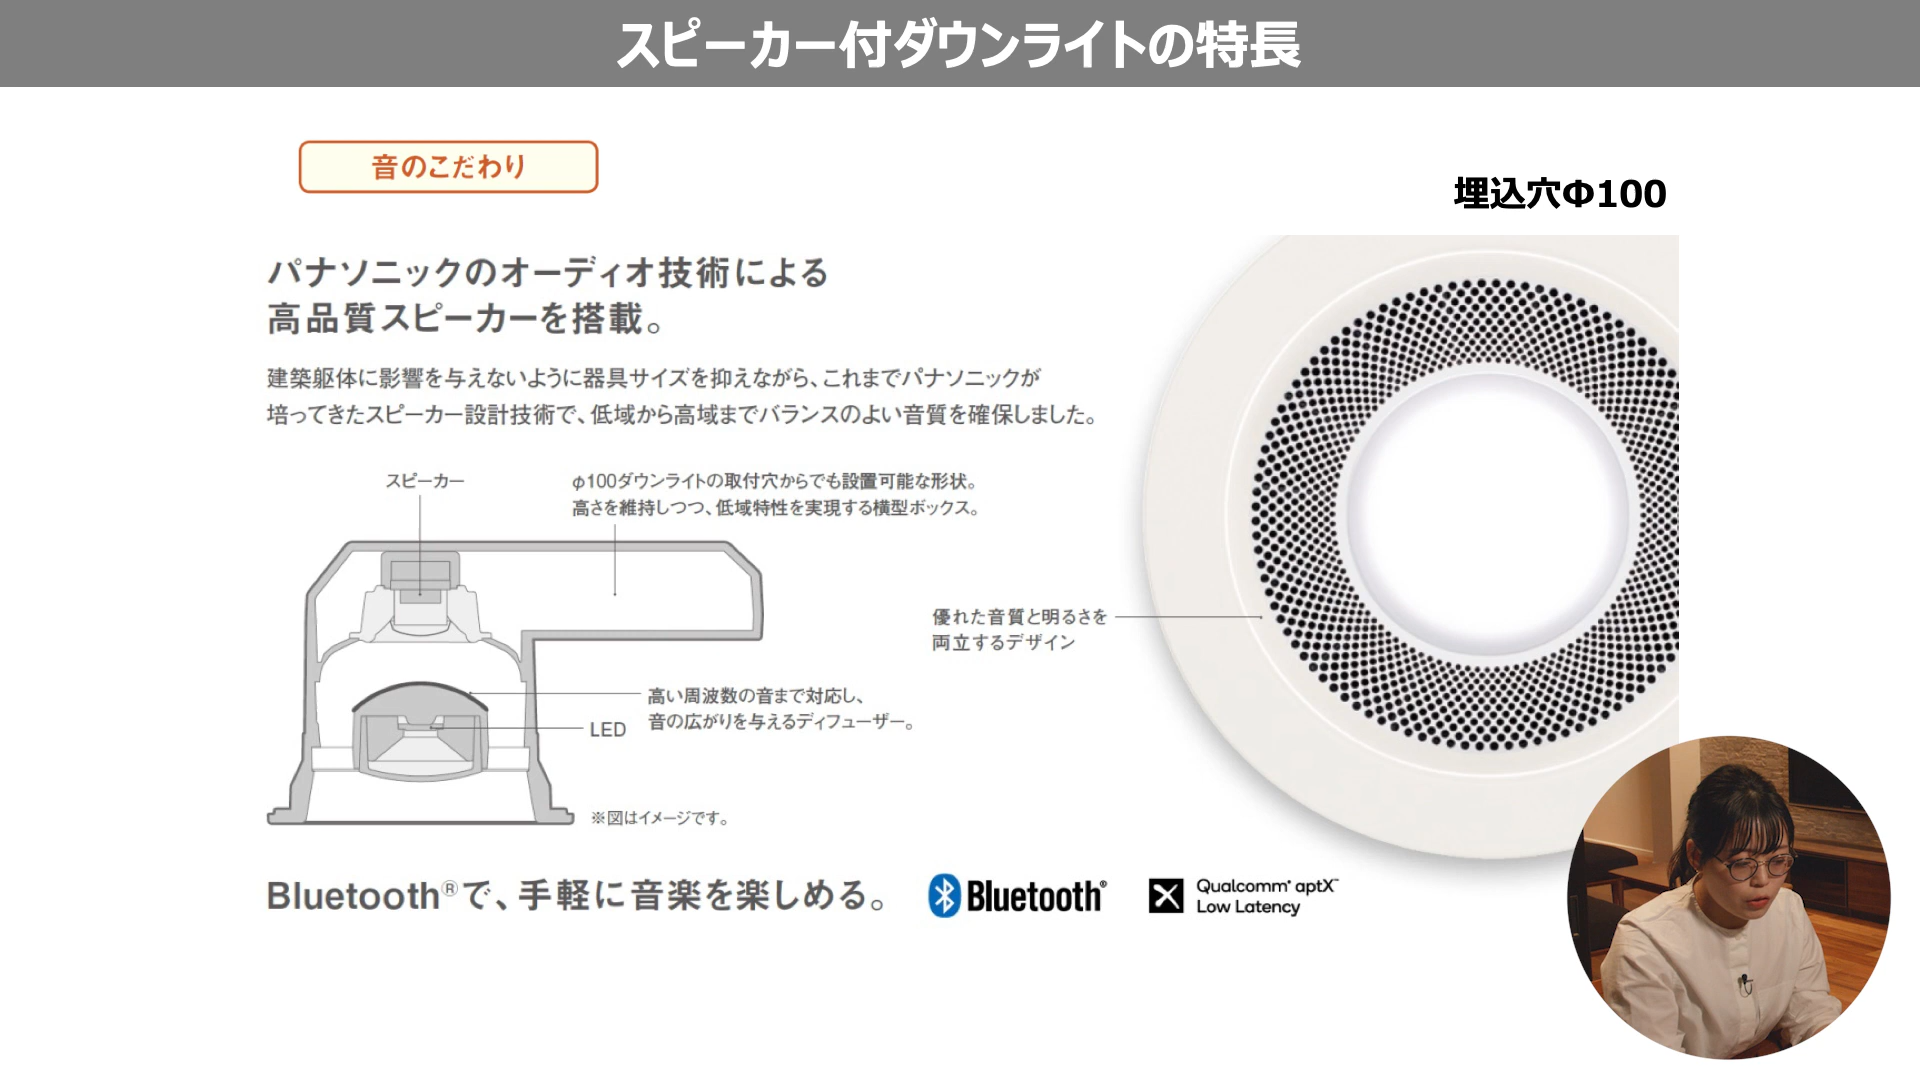 スピーカー付ダウンライトの特長
音のこだわり
埋込穴Φ100
パナソニックのオーディオ技術による
高品質スピーカーを搭載。
建築躯体に影響を与えないように器具サイズを抑えながら、これまでパナソニックが
培ってきたスピーカー設計技術で、低域から高域までバランスのよい音質を確保しました。
スピーカー
φ100ダウンライトの取付穴からでも設置可能な形状。
高さを維持しつつ、低域特性を実現する横型ボックス。
優れた音質と明るさを
両立するデザイン
高い周波数の音まで対応し、
音の広がりを与えるディフューザー。
LED
※図はイメージです。
Bluetooth®で、手軽に音楽を楽しめる。
Bluetooth®
Qualcomm® aptX™
Low Latency